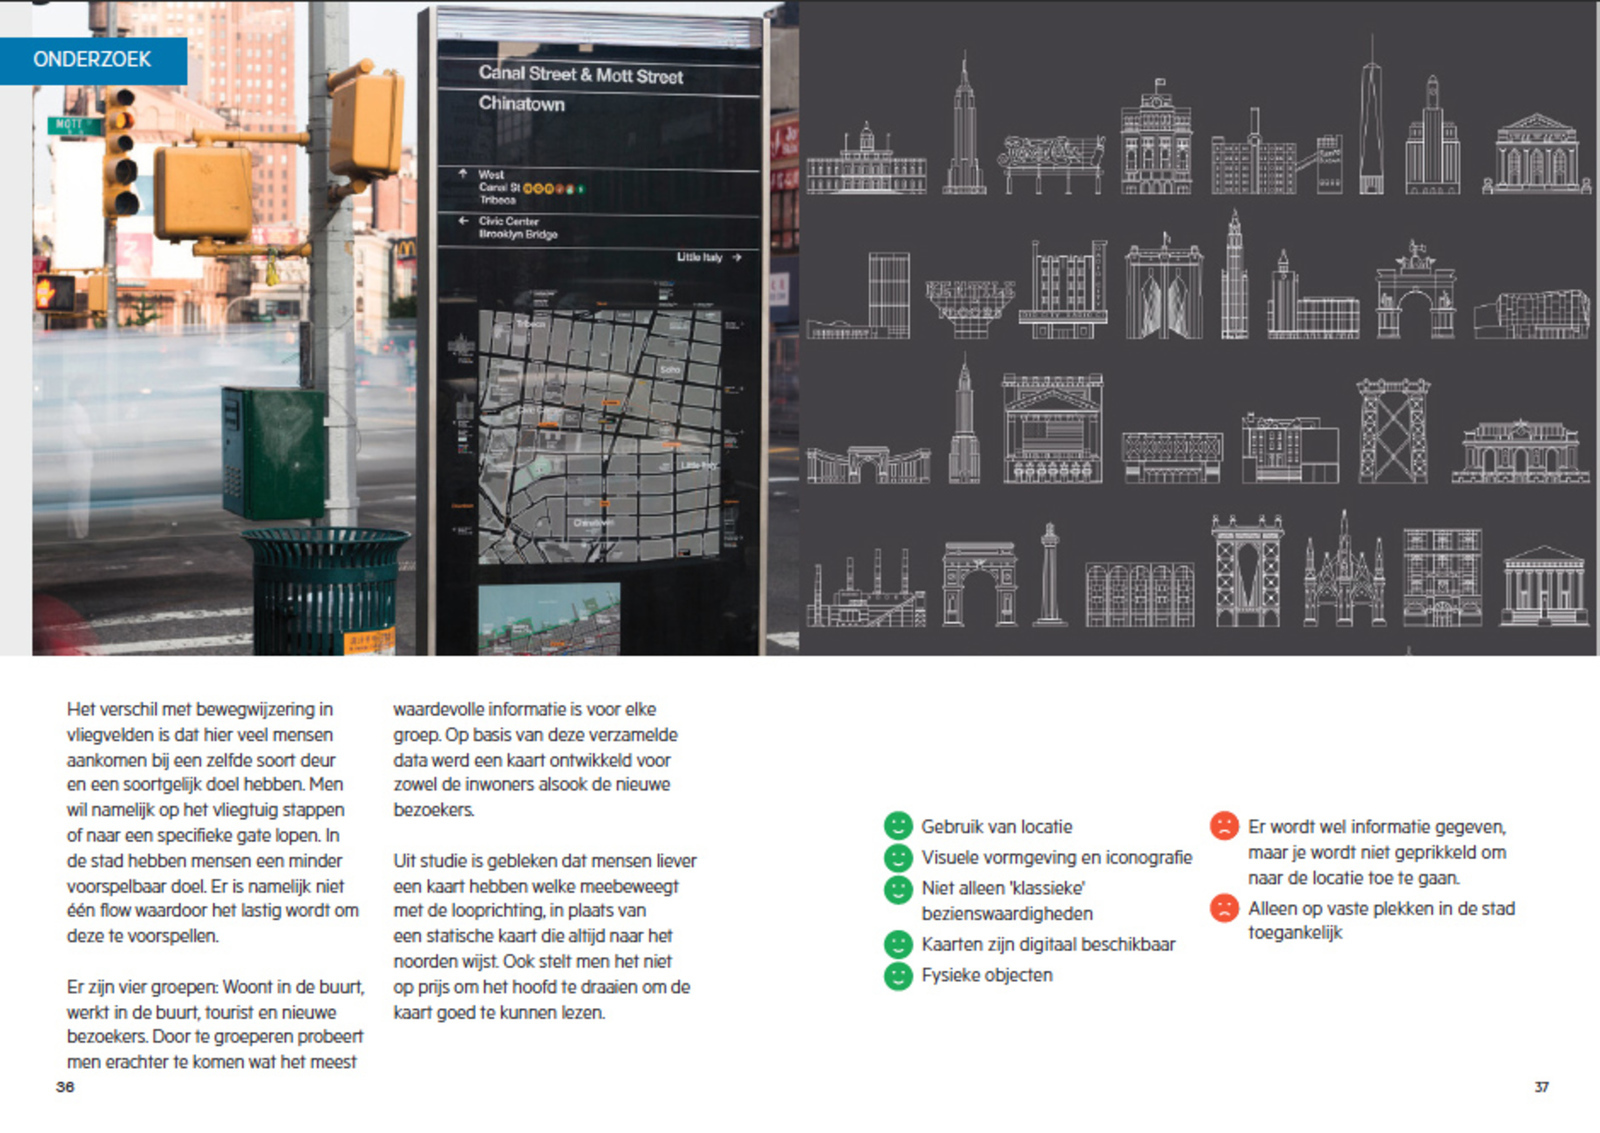 ONDERZOEK
MOTT
Canal Street & Mott Street
Chinatown
West
Canal St
Tribeca
Civic Center
Brooklyn Bridge
Little Italy
Tribeca
Soho
Little Italy
Chinatown
Het verschil met bewegwijzering in
vliegvelden is dat hier veel mensen
aankomen bij een zelfde soort deur
en een soortgelijk doel hebben. Men
wil namelijk op het vliegtuig stappen
of naar een specifieke gate lopen. In
de stad hebben mensen een minder
voorspelbaar doel. Er is namelijk niet
één flow waardoor het lastig wordt om
deze te voorspellen.
Er zijn vier groepen: Woont in de buurt,
werkt in de buurt, tourist en nieuwe
bezoekers. Door te groeperen probeert
men erachter te komen wat het meest
waardevolle informatie is voor elke
groep. Op basis van deze verzamelde
data werd een kaart ontwikkeld voor
zowel de inwoners alsook de nieuwe
bezoekers.
Uit studie is gebleken dat mensen liever
een kaart hebben welke meebeweegt
met de looprichting, in plaats van
een statische kaart die altijd naar het
noorden wijst. Ook stelt men het niet
op prijs om het hoofd te draaien om de
kaart goed te kunnen lezen.
Gebruik van locatie
Visuele vormgeving en iconografie
Niet alleen 'klassieke'
bezienswaardigheden
Kaarten zijn digitaal beschikbaar
Fysieke objecten
Er wordt wel informatie gegeven,
maar je wordt niet geprikkeld om
naar de locatie toe te gaan.
Alleen op vaste plekken in de stad
toegankelijk
36
37